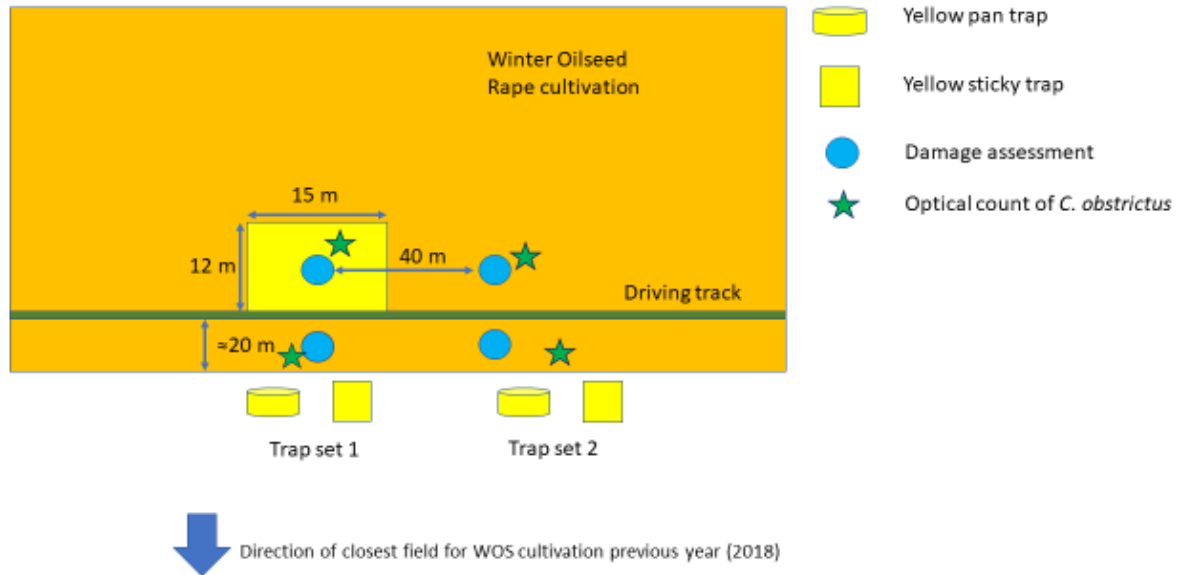 Winter Oilseed
Rape cultivation
15 m
12 m
40 m
Driving track
≈20 m
Trap set 1
Trap set 2
Direction of closest field for WOS cultivation previous year (2018)
Yellow pan trap
Yellow sticky trap
Damage assessment
Optical count of C. obstrictus